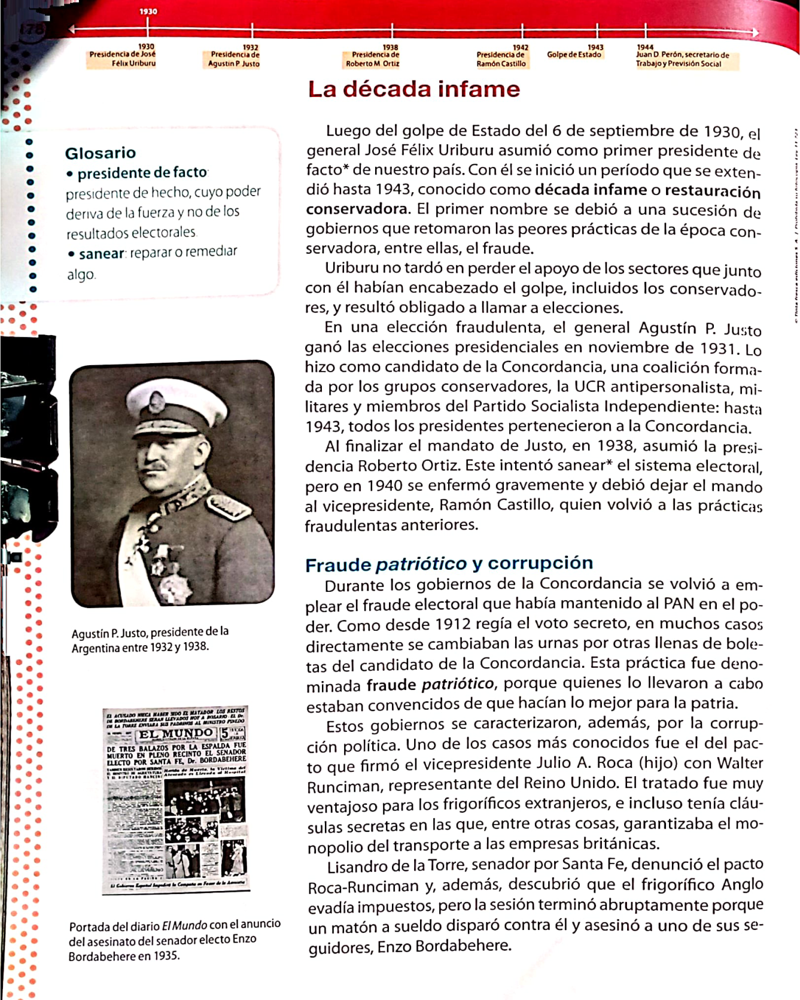 1930
178
1930
Presidencia de José
Félix Uriburu
1932
Presidencia de
Agustín P. Justo
1938
Presidencia de
Roberto M. Ortiz
1942
Presidencia de
Ramón Castillo
1943
Golpe de Estado
1944
Juan D. Perón, secretario de
Trabajo y Previsión Social
La década infame
Luego del golpe de Estado del 6 de septiembre de 1930, el
general José Félix Uriburu asumió como primer presidente de
facto* de nuestro país. Con él se inició un período que se exten-
dió hasta 1943, conocido como década infame o restauración
conservadora. El primer nombre se debió a una sucesión de
gobiernos que retomaron las peores prácticas de la época con-
servadora, entre ellas, el fraude.
Uriburu no tardó en perder el apoyo de los sectores que junto
con él habían encabezado el golpe, incluidos los conservado-
res, y resultó obligado a llamar a elecciones.
En una elección fraudulenta, el general Agustín P. Justo
ganó las elecciones presidenciales en noviembre de 1931. Lo
hizo como candidato de la Concordancia, una coalición forma-
da por los grupos conservadores, la UCR antipersonalista, mi-
litares y miembros del Partido Socialista Independiente: hasta
1943, todos los presidentes pertenecieron a la Concordancia.
Al finalizar el mandato de Justo, en 1938, asumió la presi-
dencia Roberto Ortiz. Este intentó sanear* el sistema electoral,
pero en 1940 se enfermó gravemente y debió dejar el mando
al vicepresidente, Ramón Castillo, quien volvió a las prácticas
fraudulentas anteriores.
Fraude patriótico y corrupción
Durante los gobiernos de la Concordancia se volvió a em-
plear el fraude electoral que había mantenido al PAN en el po-
der. Como desde 1912 regía el voto secreto, en muchos casos
directamente se cambiaban las urnas por otras llenas de bole-
tas del candidato de la Concordancia. Esta práctica fue deno-
minada fraude patriótico, porque quienes lo llevaron a cabo
estaban convencidos de que hacían lo mejor para la patria.
Estos gobiernos se caracterizaron, además, por la corrup-
ción política. Uno de los casos más conocidos fue el del pac-
to que firmó el vicepresidente Julio A. Roca (hijo) con Walter
Runciman, representante del Reino Unido. El tratado fue muy
ventajoso para los frigoríficos extranjeros, e incluso tenía cláu-
sulas secretas en las que, entre otras cosas, garantizaba el mo-
nopolio del transporte a las empresas británicas.
Lisandro de la Torre, senador por Santa Fe, denunció el pacto
Roca-Runciman y, además, descubrió que el frigorífico Anglo
evadía impuestos, pero la sesión terminó abruptamente porque
un matón a sueldo disparó contra él y asesinó a uno de sus se-
guidores, Enzo Bordabehere.
Glosario
• presidente de facto:
presidente de hecho, cuyo poder
deriva de la fuerza y no de los
resultados electorales.
• sanear: reparar o remediar
algo.
Agustín P. Justo, presidente de la
Argentina entre 1932 y 1938.
EL ACUSADO NIEGA HABER SIDO EL MATADOR LOS RESTOS
DE BORDABEHERE SERAN LLEVADOS HOY A ROSARIO - EL Dr.
DE LA TORRE ENVIARA SUS PADRINOS AL MINISTRO PINEDO
EL MUNDO 5
DE TRES BALAZOS POR LA ESPALDA FUE
MUERTO EN PLENO RECINTO EL SENADOR
ELECTO POR SANTA FE, Dr. BORDABEHERE
Herida de Muerte, la Víctima del
Atentado es Llevada al Hospital
Portada del diario El Mundo con el anuncio
del asesinato del senador electo Enzo
Bordabehere en 1935.